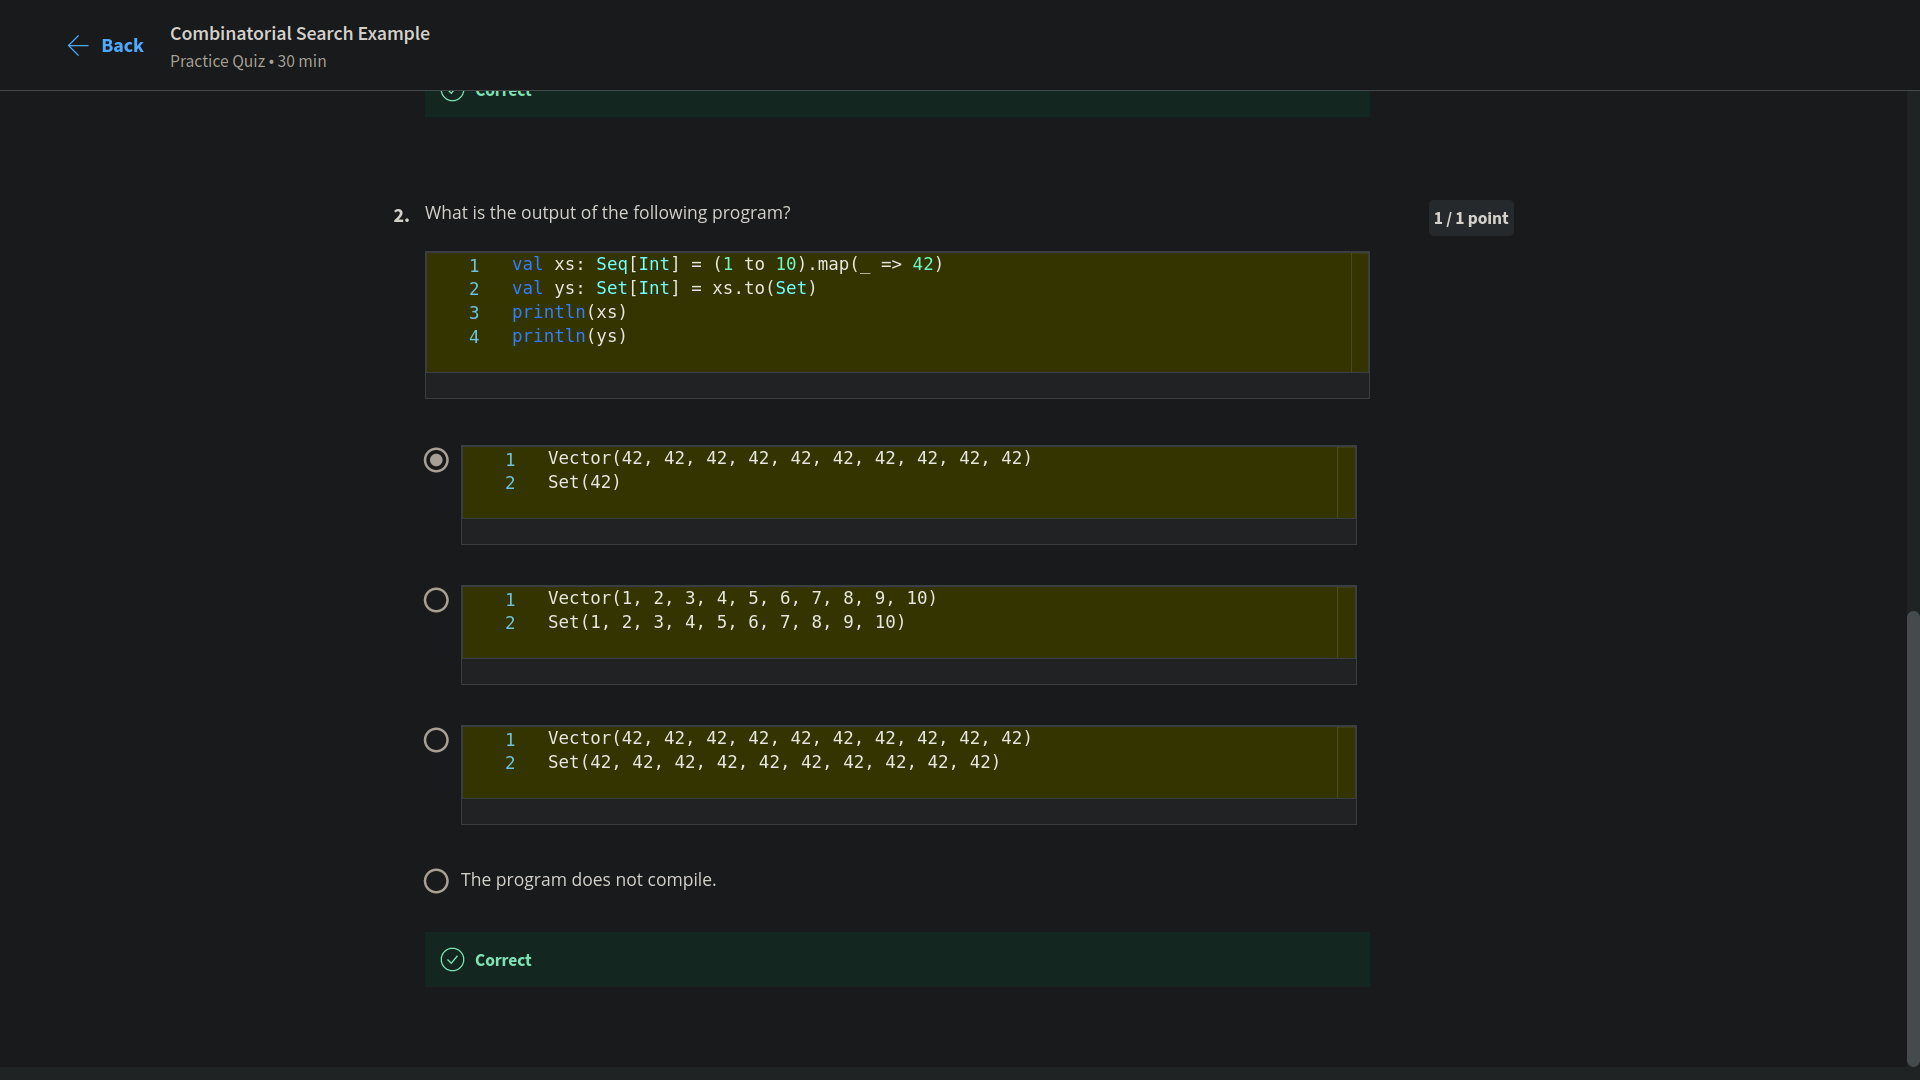 Back
Combinatorial Search Example
Practice Quiz • 30 min
Correct
2. What is the output of the following program?
1 / 1 point
1 val xs: Seq[Int] = (1 to 10).map(_ => 42)
2 val ys: Set[Int] = xs.to(Set)
3 println(xs)
4 println(ys)
1 Vector(42, 42, 42, 42, 42, 42, 42, 42, 42, 42)
2 Set(42)
1 Vector(1, 2, 3, 4, 5, 6, 7, 8, 9, 10)
2 Set(1, 2, 3, 4, 5, 6, 7, 8, 9, 10)
1 Vector(42, 42, 42, 42, 42, 42, 42, 42, 42, 42)
2 Set(42, 42, 42, 42, 42, 42, 42, 42, 42, 42)
The program does not compile.
Correct